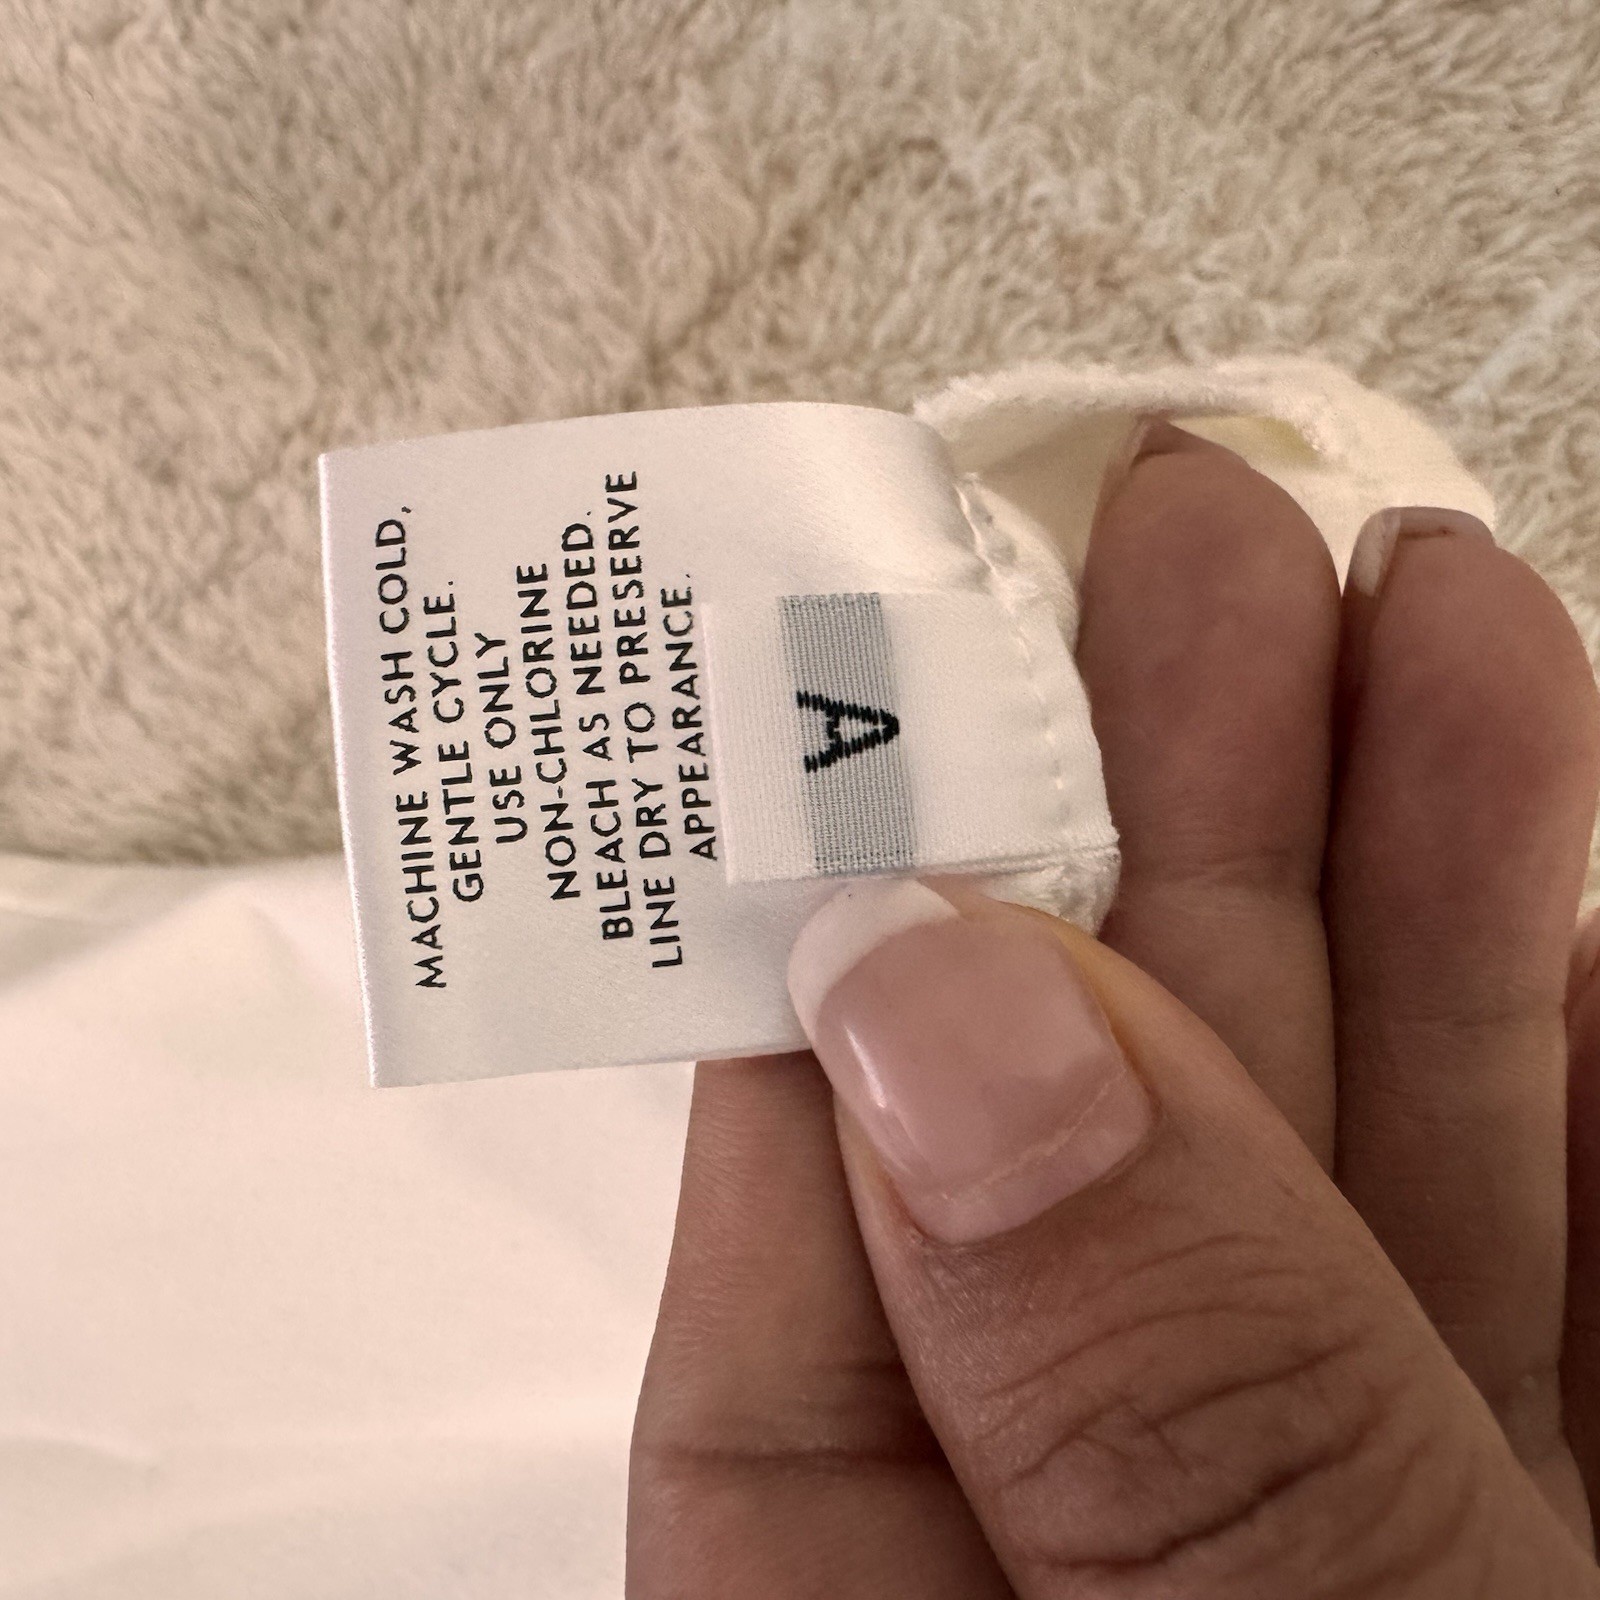 MACHINE WASH COLD,
GENTLE CYCLE.
USE ONLY
NON-CHLORINE
BLEACH AS NEEDED.
LINE DRY TO PRESERVE
APPEARANCE.
A